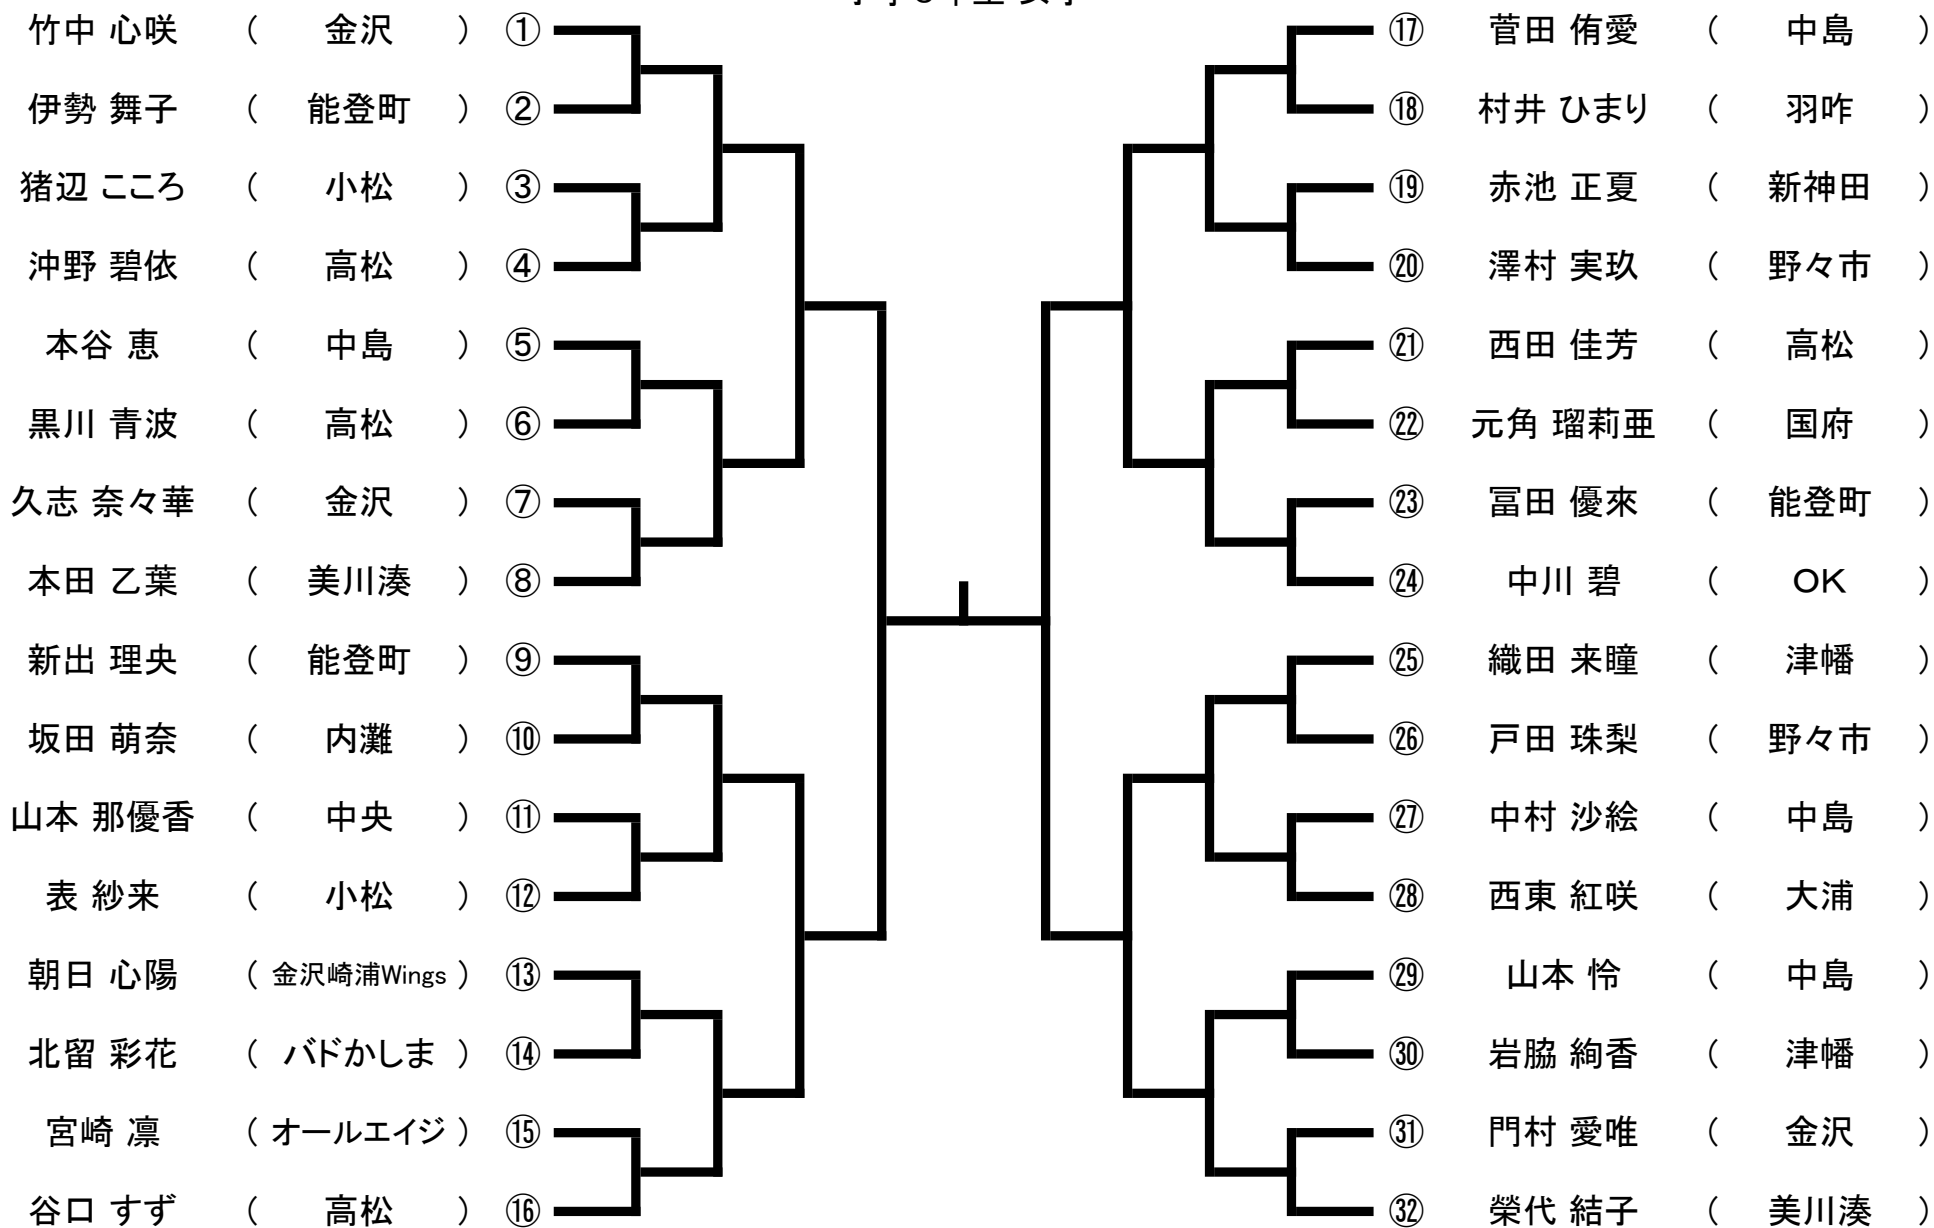 竹中 心咲 ( 金沢 ) ①
伊勢 舞子 ( 能登町 ) ②
猪辺 こころ ( 小松 ) ③
沖野 碧依 ( 高松 ) ④
本谷 恵 ( 中島 ) ⑤
黒川 青波 ( 高松 ) ⑥
久志 奈々華 ( 金沢 ) ⑦
本田 乙葉 ( 美川湊 ) ⑧
新出 理央 ( 能登町 ) ⑨
坂田 萌奈 ( 内灘 ) ⑩
山本 那優香 ( 中央 ) ⑪
表 紗来 ( 小松 ) ⑫
朝日 心陽 ( 金沢崎浦Wings ) ⑬
北留 彩花 ( バドかしま ) ⑭
宮崎 凛 ( オールエイジ ) ⑮
谷口 すず ( 高松 ) ⑯
⑰ 菅田 侑愛 ( 中島 )
⑱ 村井 ひまり ( 羽咋 )
⑲ 赤池 正夏 ( 新神田 )
⑳ 澤村 実玖 ( 野々市 )
㉑ 西田 佳芳 ( 高松 )
㉒ 元角 瑠莉亜 ( 国府 )
㉓ 冨田 優來 ( 能登町 )
㉔ 中川 碧 ( OK )
㉕ 織田 来瞳 ( 津幡 )
㉖ 戸田 珠梨 ( 野々市 )
㉗ 中村 沙絵 ( 中島 )
㉘ 西東 紅咲 ( 大浦 )
㉙ 山本 怜 ( 中島 )
㉚ 岩脇 絢香 ( 津幡 )
㉛ 門村 愛唯 ( 金沢 )
㉜ 榮代 結子 ( 美川湊 )